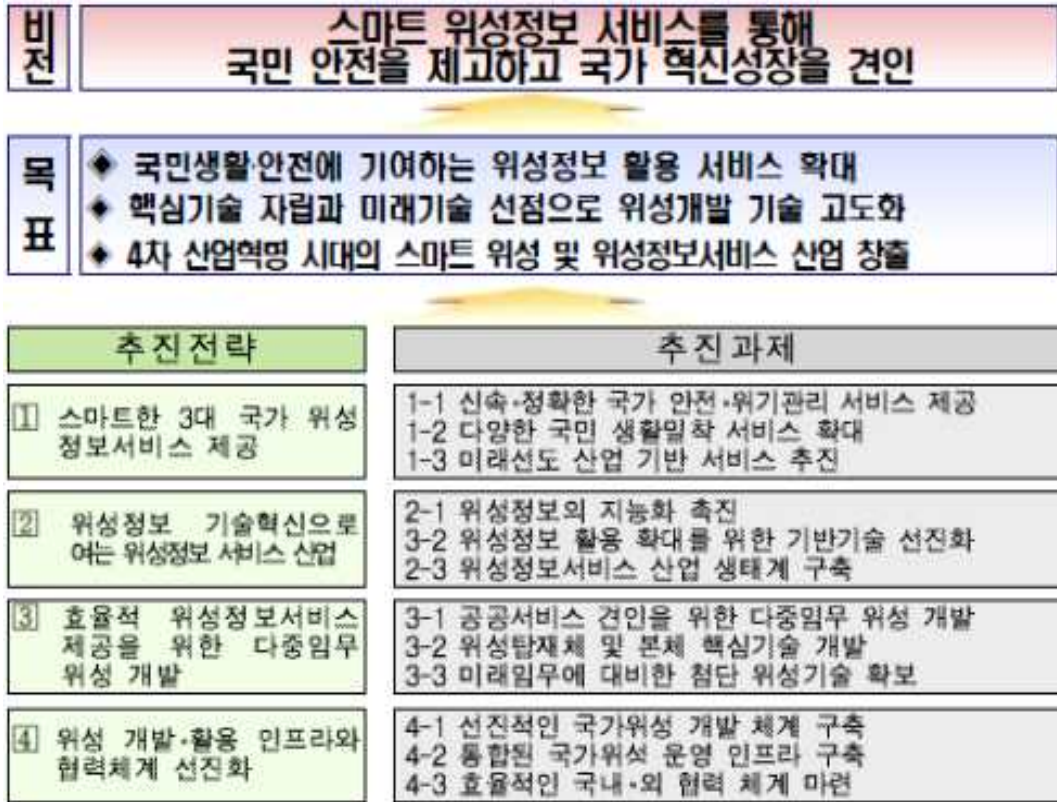 비전
스마트 위성정보 서비스를 통해
국민 안전을 제고하고 국가 혁신성장을 견인
목표
◆ 국민생활·안전에 기여하는 위성정보 활용 서비스 확대
◆ 핵심기술 자립과 미래기술 선점으로 위성개발 기술 고도화
◆ 4차 산업혁명 시대의 스마트 위성 및 위성정보서비스 산업 창출
추진전략
추진과제
1 스마트한 3대 국가 위성
정보서비스 제공
1-1 신속·정확한 국가 안전·위기관리 서비스 제공
1-2 다양한 국민 생활밀착 서비스 확대
1-3 미래선도 산업 기반 서비스 추진
2 위성정보 기술혁신으로
여는 위성정보 서비스 산업
2-1 위성정보의 지능화 촉진
3-2 위성정보 활용 확대를 위한 기반기술 선진화
2-3 위성정보서비스 산업 생태계 구축
3 효율적 위성정보서비스
제공을 위한 다중임무
위성 개발
3-1 공공서비스 견인을 위한 다중임무 위성 개발
3-2 위성탑재체 및 본체 핵심기술 개발
3-3 미래임무에 대비한 첨단 위성기술 확보
4 위성 개발·활용 인프라와
협력체계 선진화
4-1 선진적인 국가위성 개발 체계 구축
4-2 통합된 국가위석 운영 인프라 구축
4-3 효율적인 국내·외 협력 체계 마련